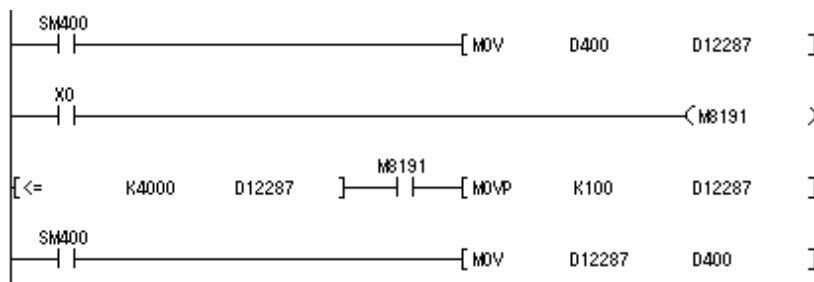 SM400
[ MOV D400 D12287 ]
X0
( M8191 )
M8191
[ <= K4000 D12287 ] [ MOVP K100 D12287 ]
SM400
[ MOV D12287 D400 ]